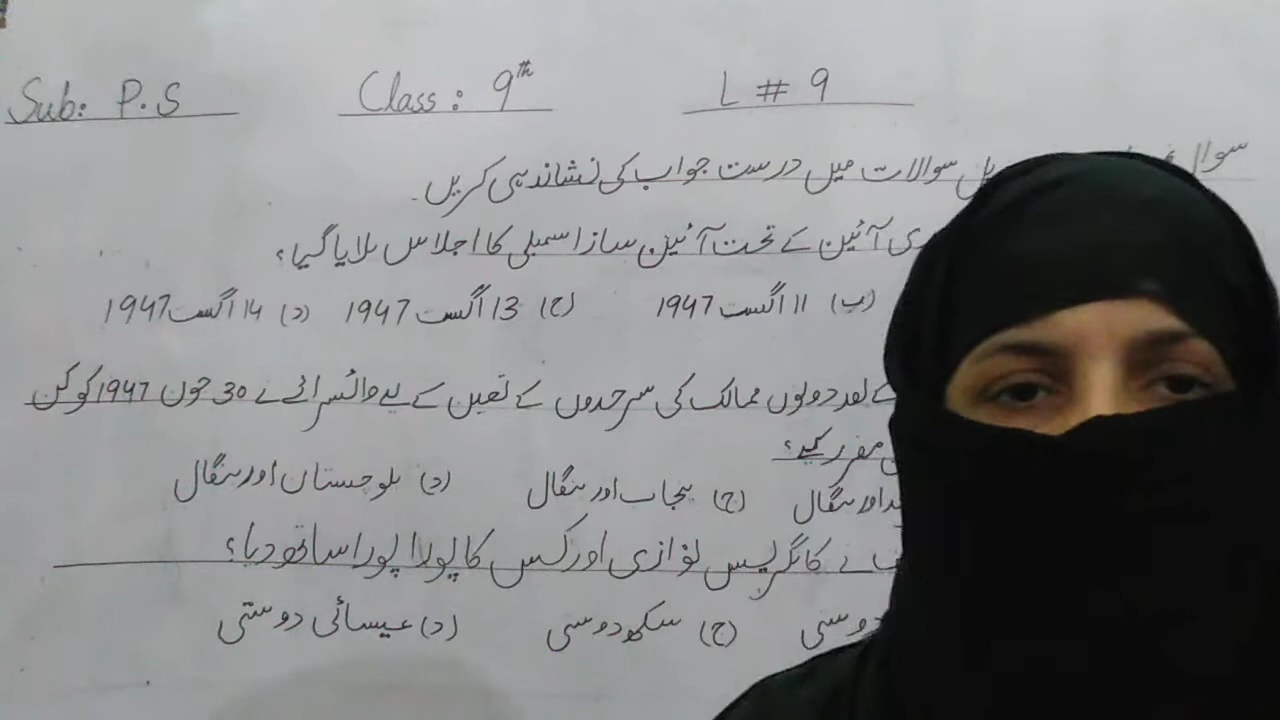 Sub: P.S Class: 9th L # 9
سوال سوالات میں درست جواب کی نشاندہی کریں۔
آئین کے تحت آئین ساز اسمبلی کا اجلاس بلایا گیا؟
(ب) 11 اگست 1947 (ج) 13 اگست 1947 (د) 14 اگست 1947
کے بعد دونوں ممالک کی سرحدوں کے تعین کے لیے وائسرائے نے 30 جون 1947 کو کن
مقرر کیے؟
اور بنگال (ج) پنجاب اور بنگال (د) بلوچستان اور بنگال
نے کانگریس نوازی اور کس کا پورا پورا ساتھ دیا؟
دوستی (ج) سکھ دوستی (د) عیسائی دوستی